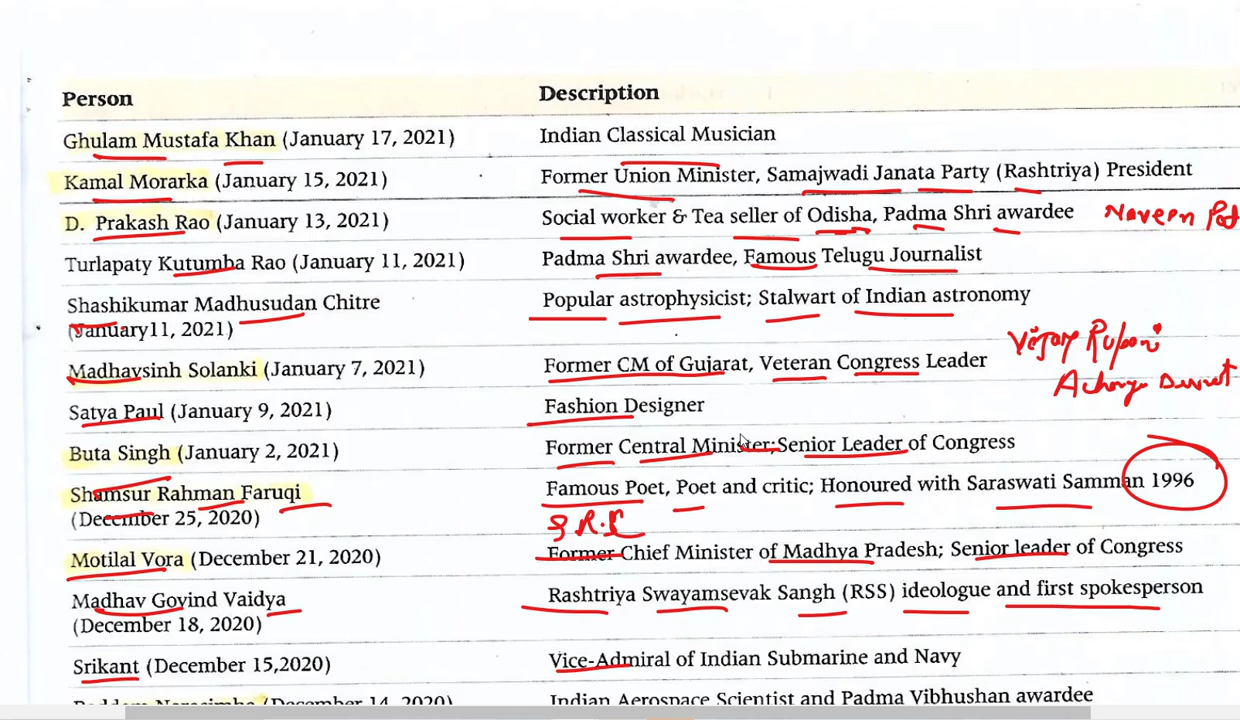 Person Description
Ghulam Mustafa Khan (January 17, 2021) Indian Classical Musician
Kamal Morarka (January 15, 2021) Former Union Minister, Samajwadi Janata Party (Rashtriya) President
D. Prakash Rao (January 13, 2021) Social worker & Tea seller of Odisha, Padma Shri awardee Naveen
Turlapaty Kutumba Rao (January 11, 2021) Padma Shri awardee, Famous Telugu Journalist
Shashikumar Madhusudan Chitre Popular astrophysicist; Stalwart of Indian astronomy
(January11, 2021)
Vijay Rupani
Madhavsinh Solanki (January 7, 2021) Former CM of Gujarat, Veteran Congress Leader
Acharya
Satya Paul (January 9, 2021) Fashion Designer
Buta Singh (January 2, 2021) Former Central Minister;Senior Leader of Congress
Shamsur Rahman Faruqi Famous Poet, Poet and critic; Honoured with Saraswati Samman 1996
(December 25, 2020)
Motilal Vora (December 21, 2020) Former Chief Minister of Madhya Pradesh; Senior leader of Congress
Madhav Govind Vaidya Rashtriya Swayamsevak Sangh (RSS) ideologue and first spokesperson
(December 18, 2020)
Srikant (December 15,2020) Vice-Admiral of Indian Submarine and Navy
(December 14, 2020) Indian Aerospace Scientist and Padma Vibhushan awardee